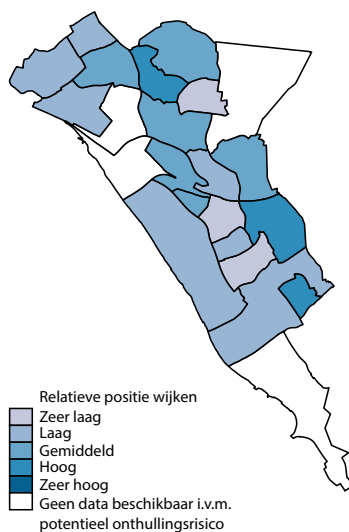 Relatieve positie wijken
Zeer laag
Laag
Gemiddeld
Hoog
Zeer hoog
Geen data beschikbaar i.v.m.
potentieel onthullingsrisico